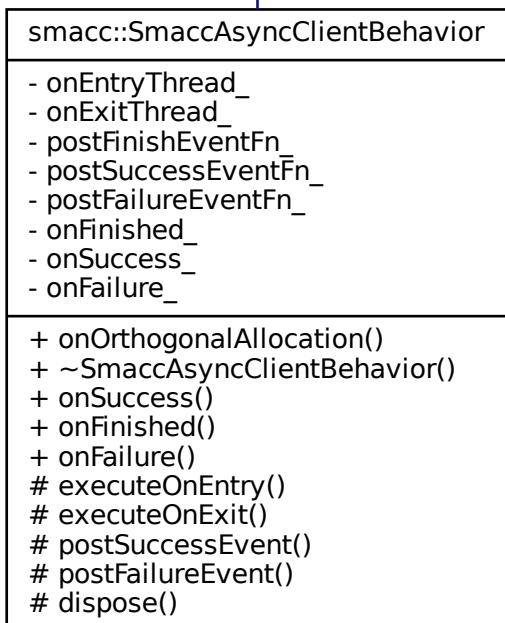 smacc::SmaccAsyncClientBehavior
- onEntryThread_
- onExitThread_
- postFinishEventFn_
- postSuccessEventFn_
- postFailureEventFn_
- onFinished_
- onSuccess_
- onFailure_
+ onOrthogonalAllocation()
+ ~SmaccAsyncClientBehavior()
+ onSuccess()
+ onFinished()
+ onFailure()
# executeOnEntry()
# executeOnExit()
# postSuccessEvent()
# postFailureEvent()
# dispose()